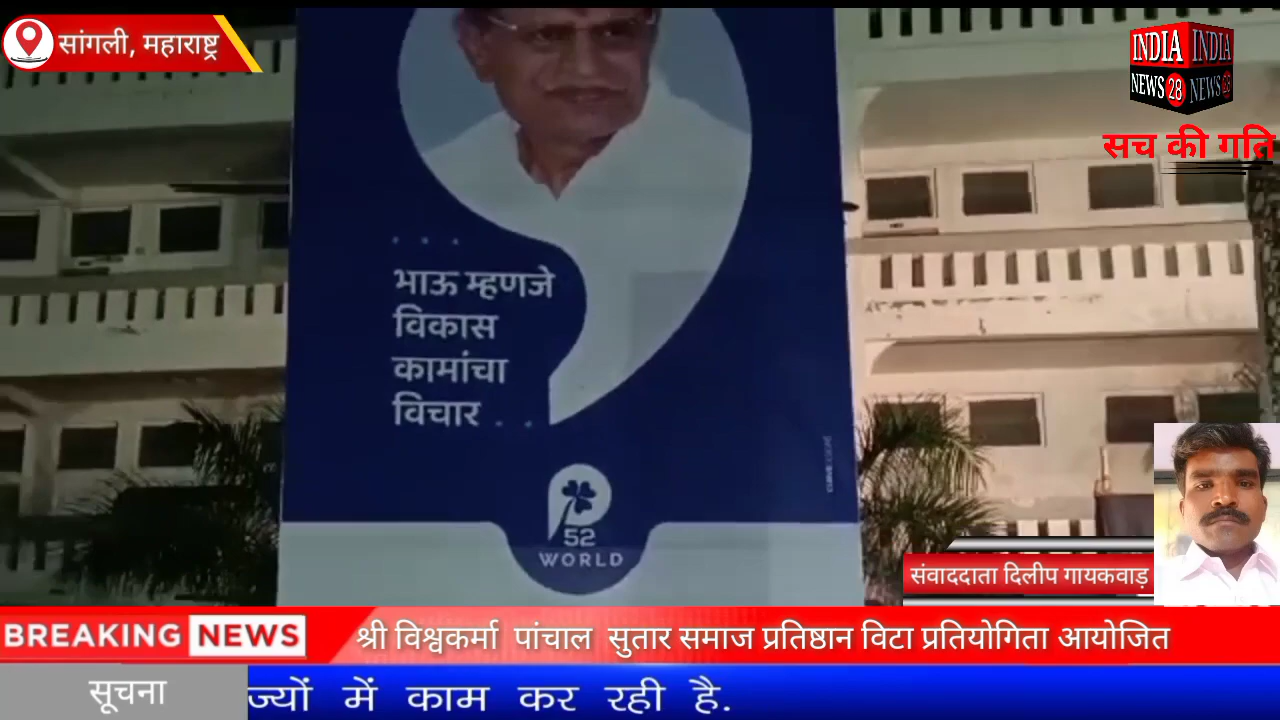 सांगली, महाराष्ट्र
INDIA INDIA
NEWS 28 NEWS 28
सच की गति
भाऊ म्हणजे
विकास
कामांचा
विचार
52
WORLD
संवाददाता दिलीप गायकवाड़
BREAKING NEWS श्री विश्वकर्मा पांचाल सुतार समाज प्रतिष्ठान विटा प्रतियोगिता आयोजित
सूचना ज्यों में काम कर रही है.